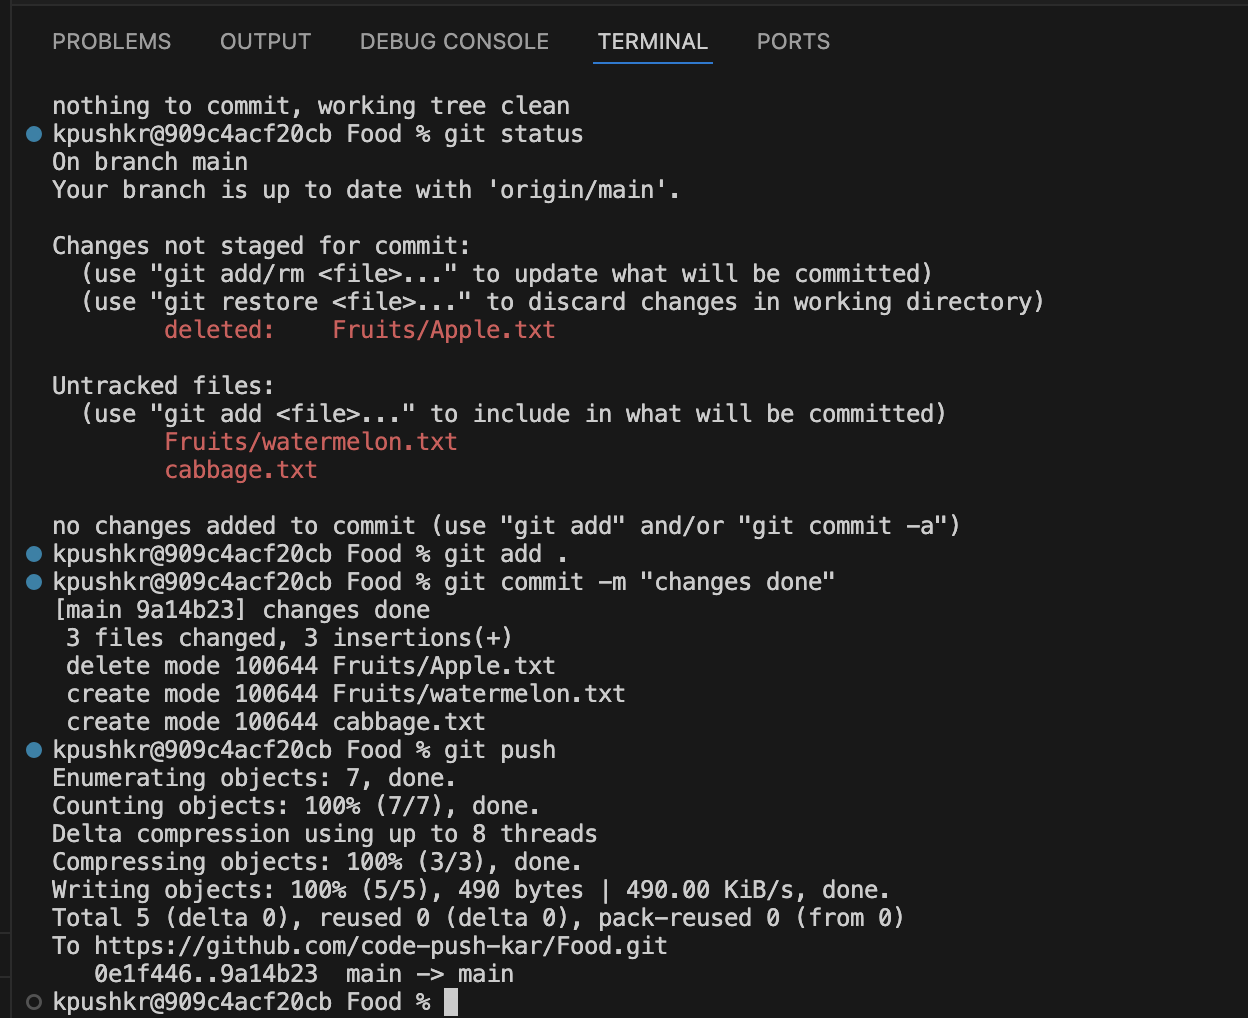 PROBLEMS OUTPUT DEBUG CONSOLE TERMINAL PORTS
nothing to commit, working tree clean
kpushkr@909c4acf20cb Food % git status
On branch main
Your branch is up to date with 'origin/main'.
Changes not staged for commit:
(use "git add/rm <file>..." to update what will be committed)
(use "git restore <file>..." to discard changes in working directory)
deleted: Fruits/Apple.txt
Untracked files:
(use "git add <file>..." to include in what will be committed)
Fruits/watermelon.txt
cabbage.txt
no changes added to commit (use "git add" and/or "git commit -a")
kpushkr@909c4acf20cb Food % git add .
kpushkr@909c4acf20cb Food % git commit -m "changes done"
[main 9a14b23] changes done
3 files changed, 3 insertions(+)
delete mode 100644 Fruits/Apple.txt
create mode 100644 Fruits/watermelon.txt
create mode 100644 cabbage.txt
kpushkr@909c4acf20cb Food % git push
Enumerating objects: 7, done.
Counting objects: 100% (7/7), done.
Delta compression using up to 8 threads
Compressing objects: 100% (3/3), done.
Writing objects: 100% (5/5), 490 bytes | 490.00 KiB/s, done.
Total 5 (delta 0), reused 0 (delta 0), pack-reused 0 (from 0)
To https://github.com/code-push-kar/Food.git
0e1f446..9a14b23 main -> main
kpushkr@909c4acf20cb Food %